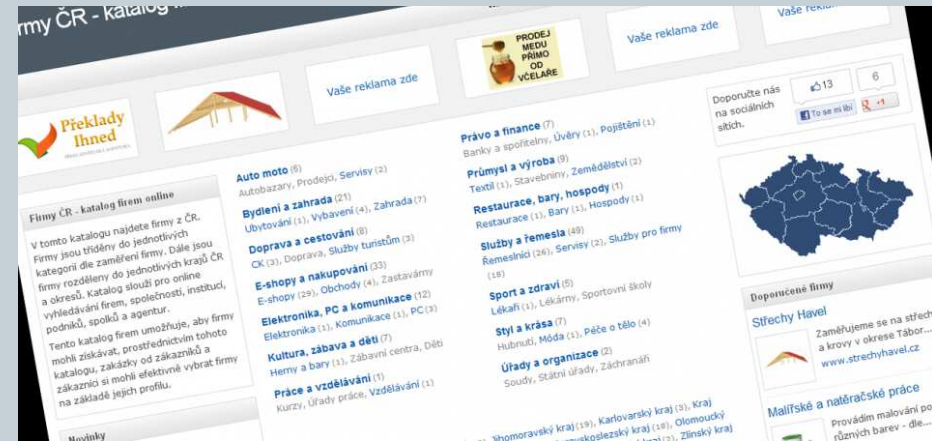 rmy ČR - katalog
Překlady
Ihned
Vaše reklama zde
PRODEJ
MEDU
PŘÍMO
OD
VČELAŘE
Vaše reklama zde
Vaše
Doporučte nás
na sociálních
sítích.
13
6
To se mi líbí
+1
Firmy ČR - katalog firem online
V tomto katalogu najdete firmy z ČR.
Firmy jsou tříděny do jednotlivých
kategorií dle zaměření firmy. Dále jsou
firmy rozděleny do jednotlivých krajů ČR
a okresů. Katalog slouží pro online
vyhledávání firem, společností, institucí,
podniků, spolků a agentur.
Tento katalog firem umožňuje, aby firmy
mohli získávat, prostřednictvím tohoto
katalogu, zakázky od zákazníků a
zákazníci si mohli efektivně vybrat firmy
na základě jejich profilu.
Novinky
Auto moto (6)
Autobazary, Prodejci, Servisy (2)
Bydlení a zahrada (21)
Ubytování (1), Vybavení (4), Zahrada (7)
Doprava a cestování (8)
CK (3), Doprava, Služby turistům (3)
E-shopy a nakupování (33)
E-shopy (29), Obchody (4), Zastavárny
Elektronika, PC a komunikace (12)
Elektronika (1), Komunikace (1), PC (3)
Kultura, zábava a děti (7)
Herny a bary (1), Zábavní centra, Děti
Práce a vzdělávání (1)
Kurzy, Úřady práce, Vzdělávání (1)
Právo a finance (7)
Banky a spořitelny, Úvěry (1), Pojištění (1)
Průmysl a výroba (9)
Textil (1), Stavebniny, Zemědělství (2)
Restaurace, bary, hospody (1)
Restaurace (1), Bary (1), Hospody (1)
Služby a řemesla (49)
Řemeslníci (26), Servisy (2), Služby pro firmy
(18)
Sport a zdraví (5)
Lékaři (1), Lékárny, Sportovní školy
Styl a krása (7)
Hubnutí, Móda (1), Péče o tělo (4)
Úřady a organizace (2)
Soudy, Státní úřady, Záchranáři
Jihomoravský kraj (19), Karlovarský kraj (3), Kraj
Moravskoslezský kraj (18), Olomoucký
kraj (3), Zlínský kraj
Doporučené firmy
Střechy Havel
Zaměřujeme se na střech
a krovy v okrese Tábor...
www.strechyhavel.cz
Malířské a natěračské práce
Provádím malování po
různých barev - dle...